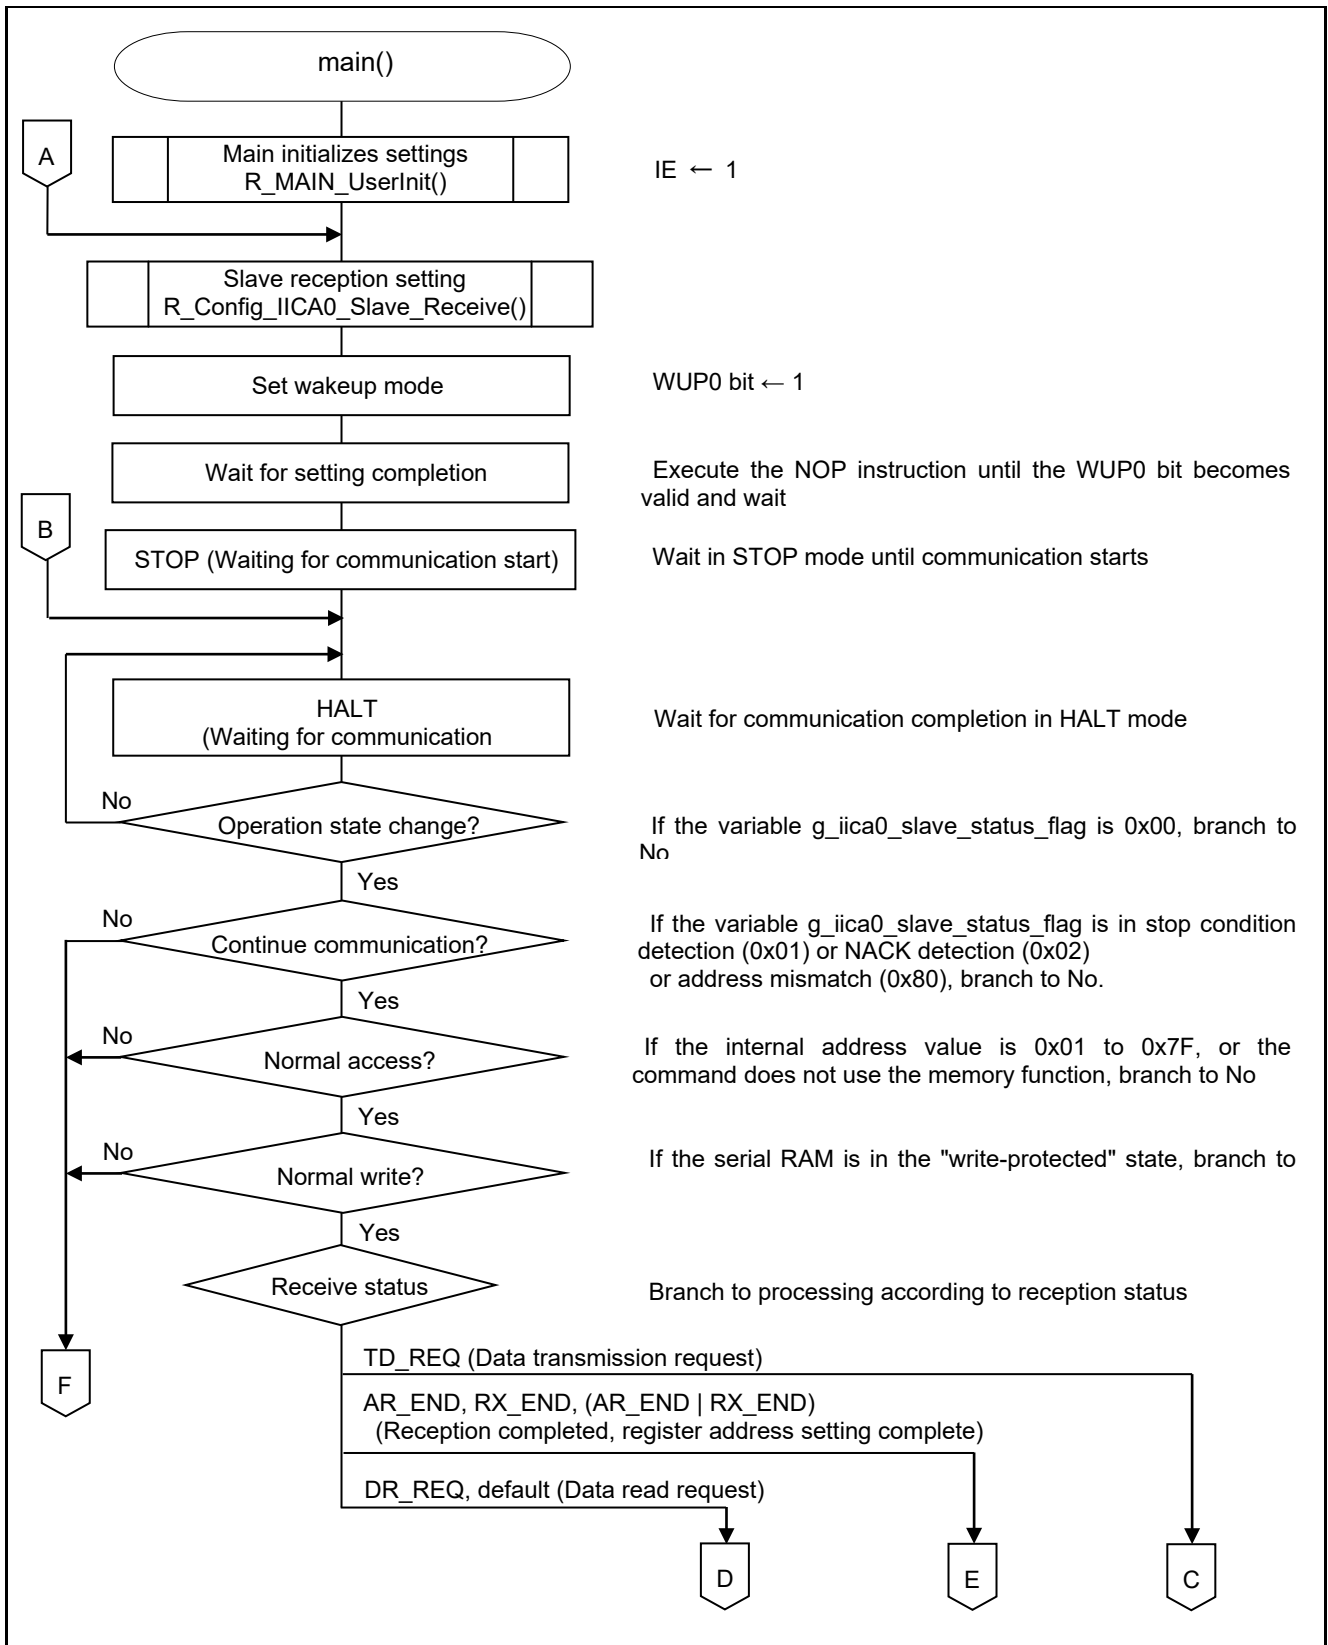 main()
A
Main initializes settings
R_MAIN_UserInit()
IE ← 1
Slave reception setting
R_Config_IICA0_Slave_Receive()
Set wakeup mode
WUP0 bit ← 1
Wait for setting completion
Execute the NOP instruction until the WUP0 bit becomes
valid and wait
B
STOP (Waiting for communication start)
Wait in STOP mode until communication starts
HALT
(Waiting for communication
Wait for communication completion in HALT mode
No
Operation state change?
If the variable g_iica0_slave_status_flag is 0x00, branch to
No
Yes
No
Continue communication?
If the variable g_iica0_slave_status_flag is in stop condition
detection (0x01) or NACK detection (0x02)
or address mismatch (0x80), branch to No.
Yes
No
Normal access?
If the internal address value is 0x01 to 0x7F, or the
command does not use the memory function, branch to No
Yes
No
Normal write?
If the serial RAM is in the "write-protected" state, branch to
Yes
Receive status
Branch to processing according to reception status
F
TD_REQ (Data transmission request)
AR_END, RX_END, (AR_END | RX_END)
(Reception completed, register address setting complete)
DR_REQ, default (Data read request)
D
E
C